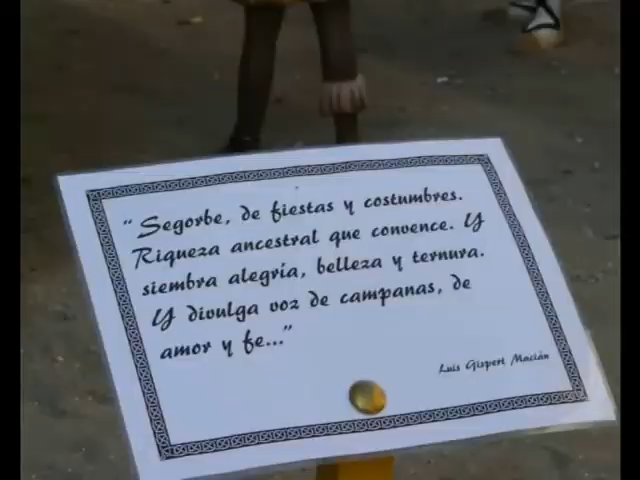 “Segorbe, de fiestas y costumbres.
Riqueza ancestral que convence. Y
siembra alegría, belleza y ternura.
Y divulga voz de campanas, de
amor y fe...”
Luis Gispert Macián